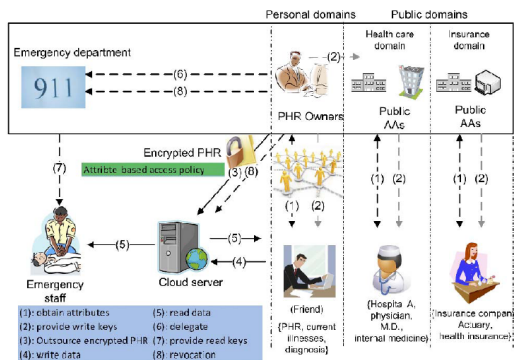 Personal domains
Public domains
Emergency department
911
(6)
(8)
(2)
PHR Owners
Health care
domain
Public
AAs
Insurance
domain
Public
AAs
Encrypted PHR
Attribte-based access policy
(3)
(8)
(7)
(1)
(2)
(1)
(2)
(1)
(2)
(5)
(5)
(4)
Emergency
staff
Cloud server
(Friend)
{PHR, current
illnesses,
diagnosis}
{Hospital A,
physician,
M.D.,
internal medicine}
{Insurance compan
Actuary,
health insurance}
(1): obtain attributes
(2): provide write keys
(3): Outsource encrypted PHR
(4): write data
(5): read data
(6): delegate
(7): provide read keys
(8): revocation